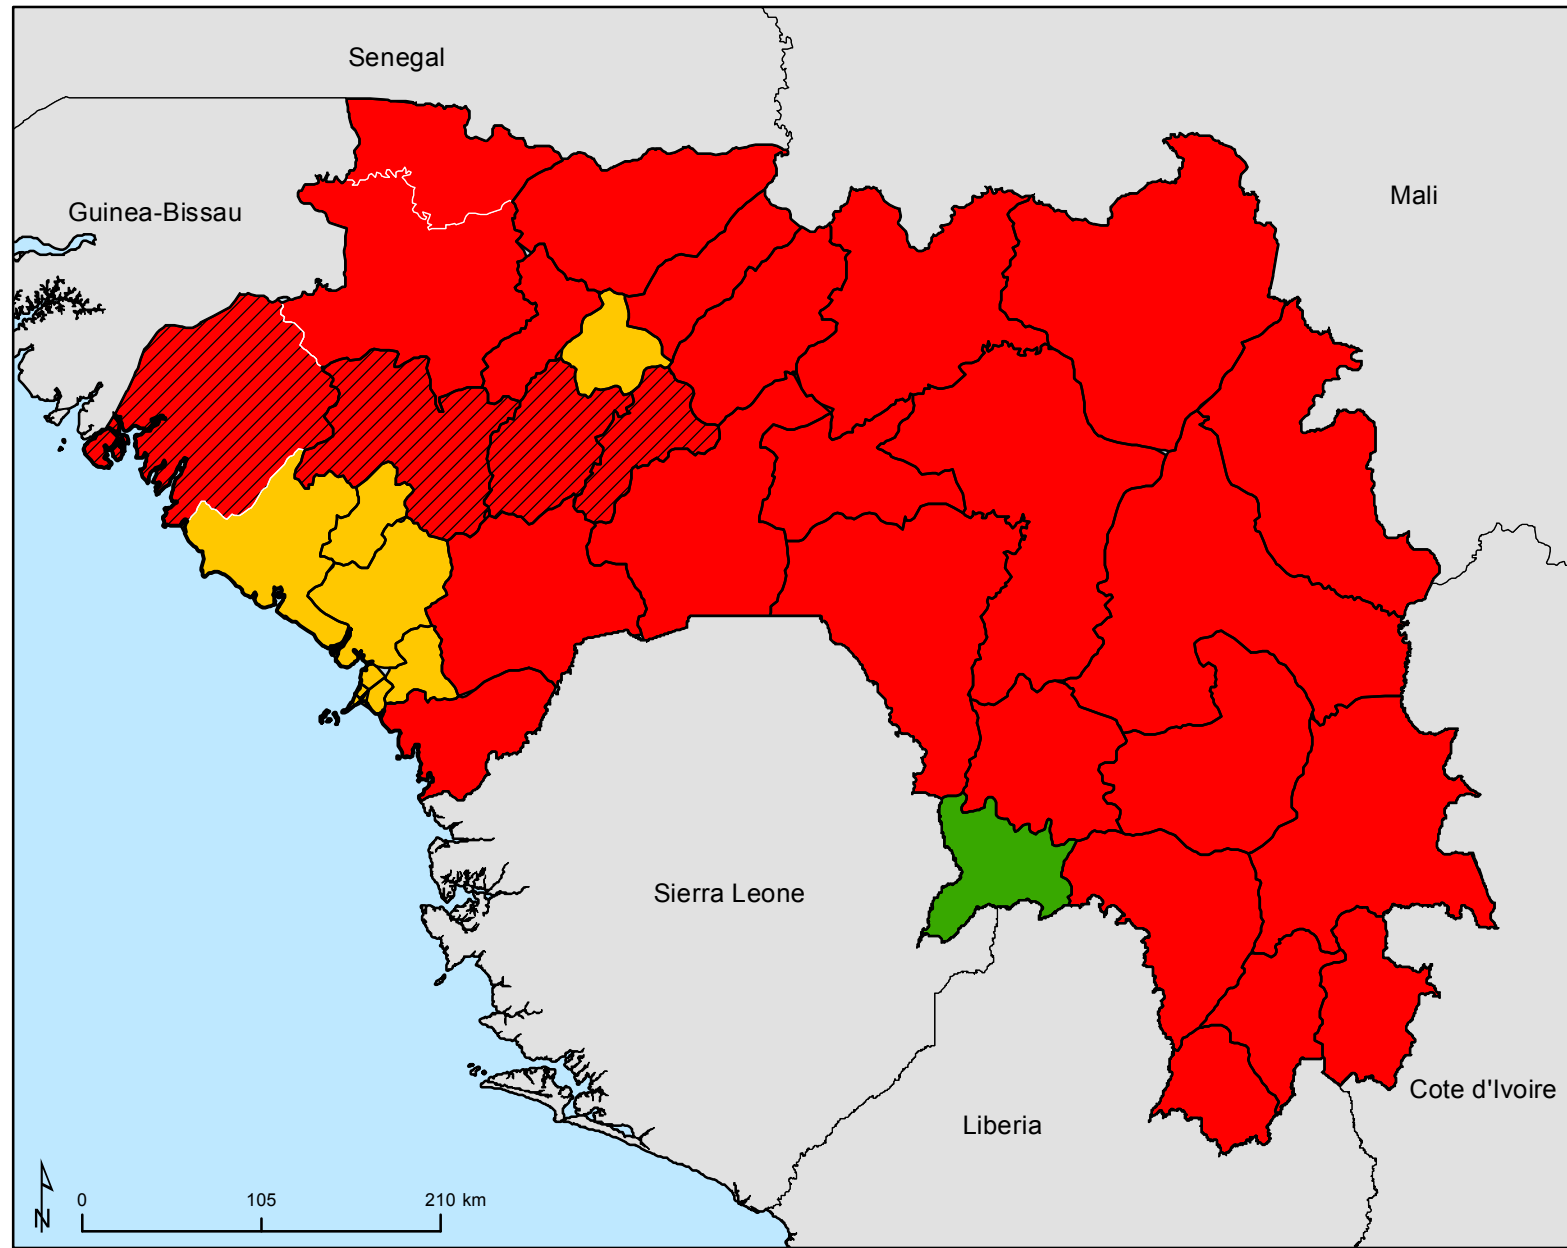 Senegal
Mali
Guinea-Bissau
Sierra Leone
Cote d'Ivoire
Liberia
0 105 210 km
N